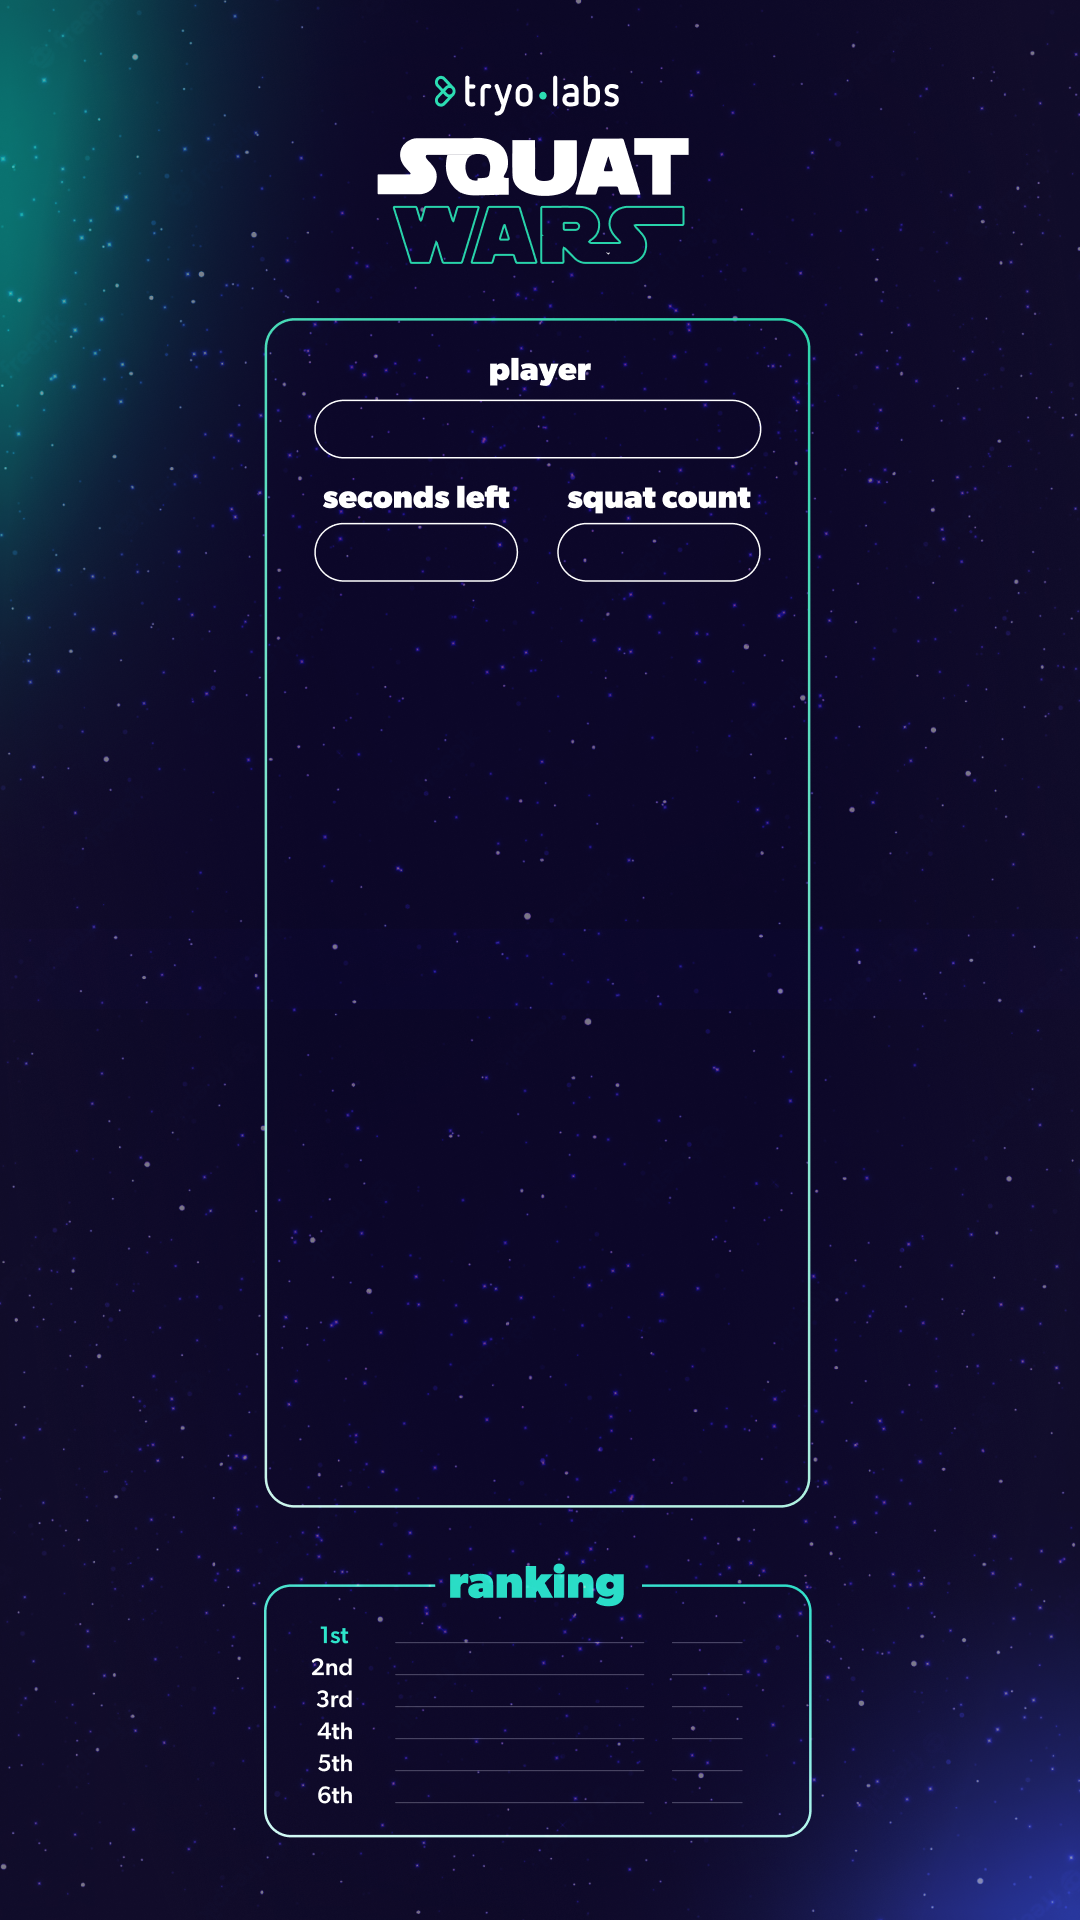 tryo·labs
SQUAT
WARS
player
seconds left squat count
ranking
1st
2nd
3rd
4th
5th
6th